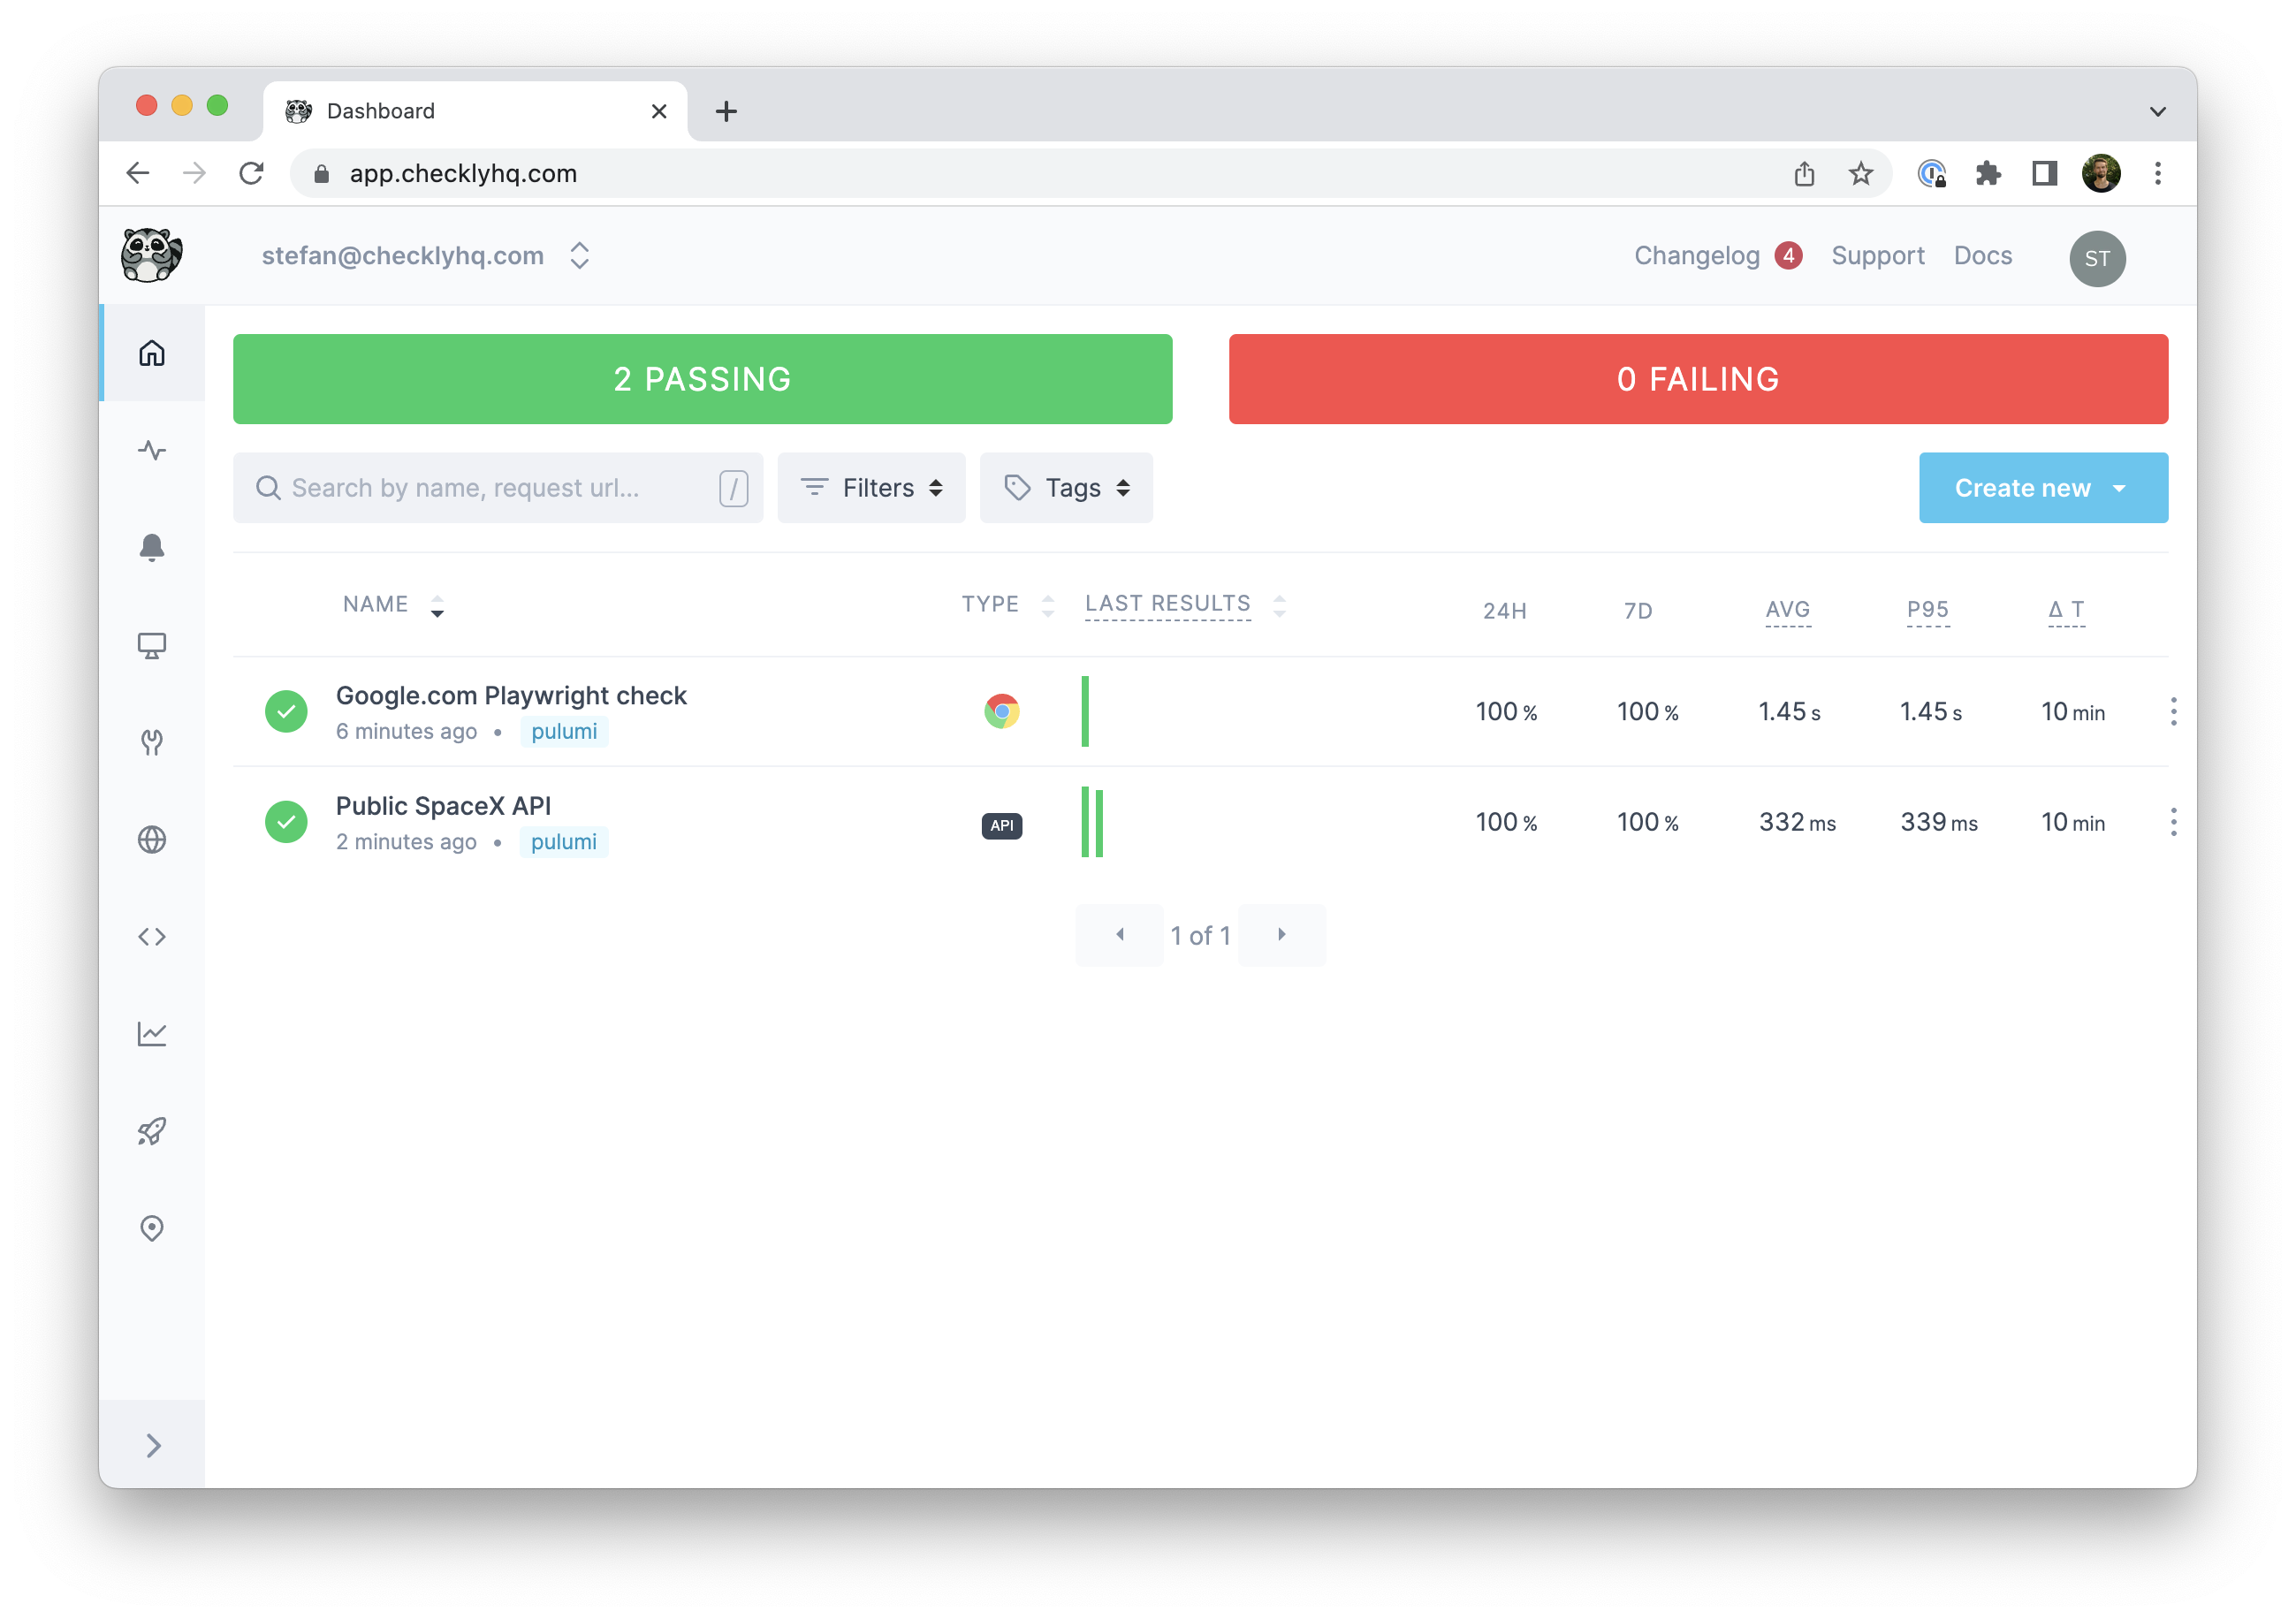 Dashboard
app.checklyhq.com
stefan@checklyhq.com
Changelog 4 Support Docs ST
2 PASSING 0 FAILING
Search by name, request url... / Filters Tags Create new
NAME TYPE LAST RESULTS 24H 7D AVG P95 Δ T
Google.com Playwright check
6 minutes ago • pulumi
100 % 100 % 1.45 s 1.45 s 10 min
Public SpaceX API
2 minutes ago • pulumi
API
100 % 100 % 332 ms 339 ms 10 min
1 of 1